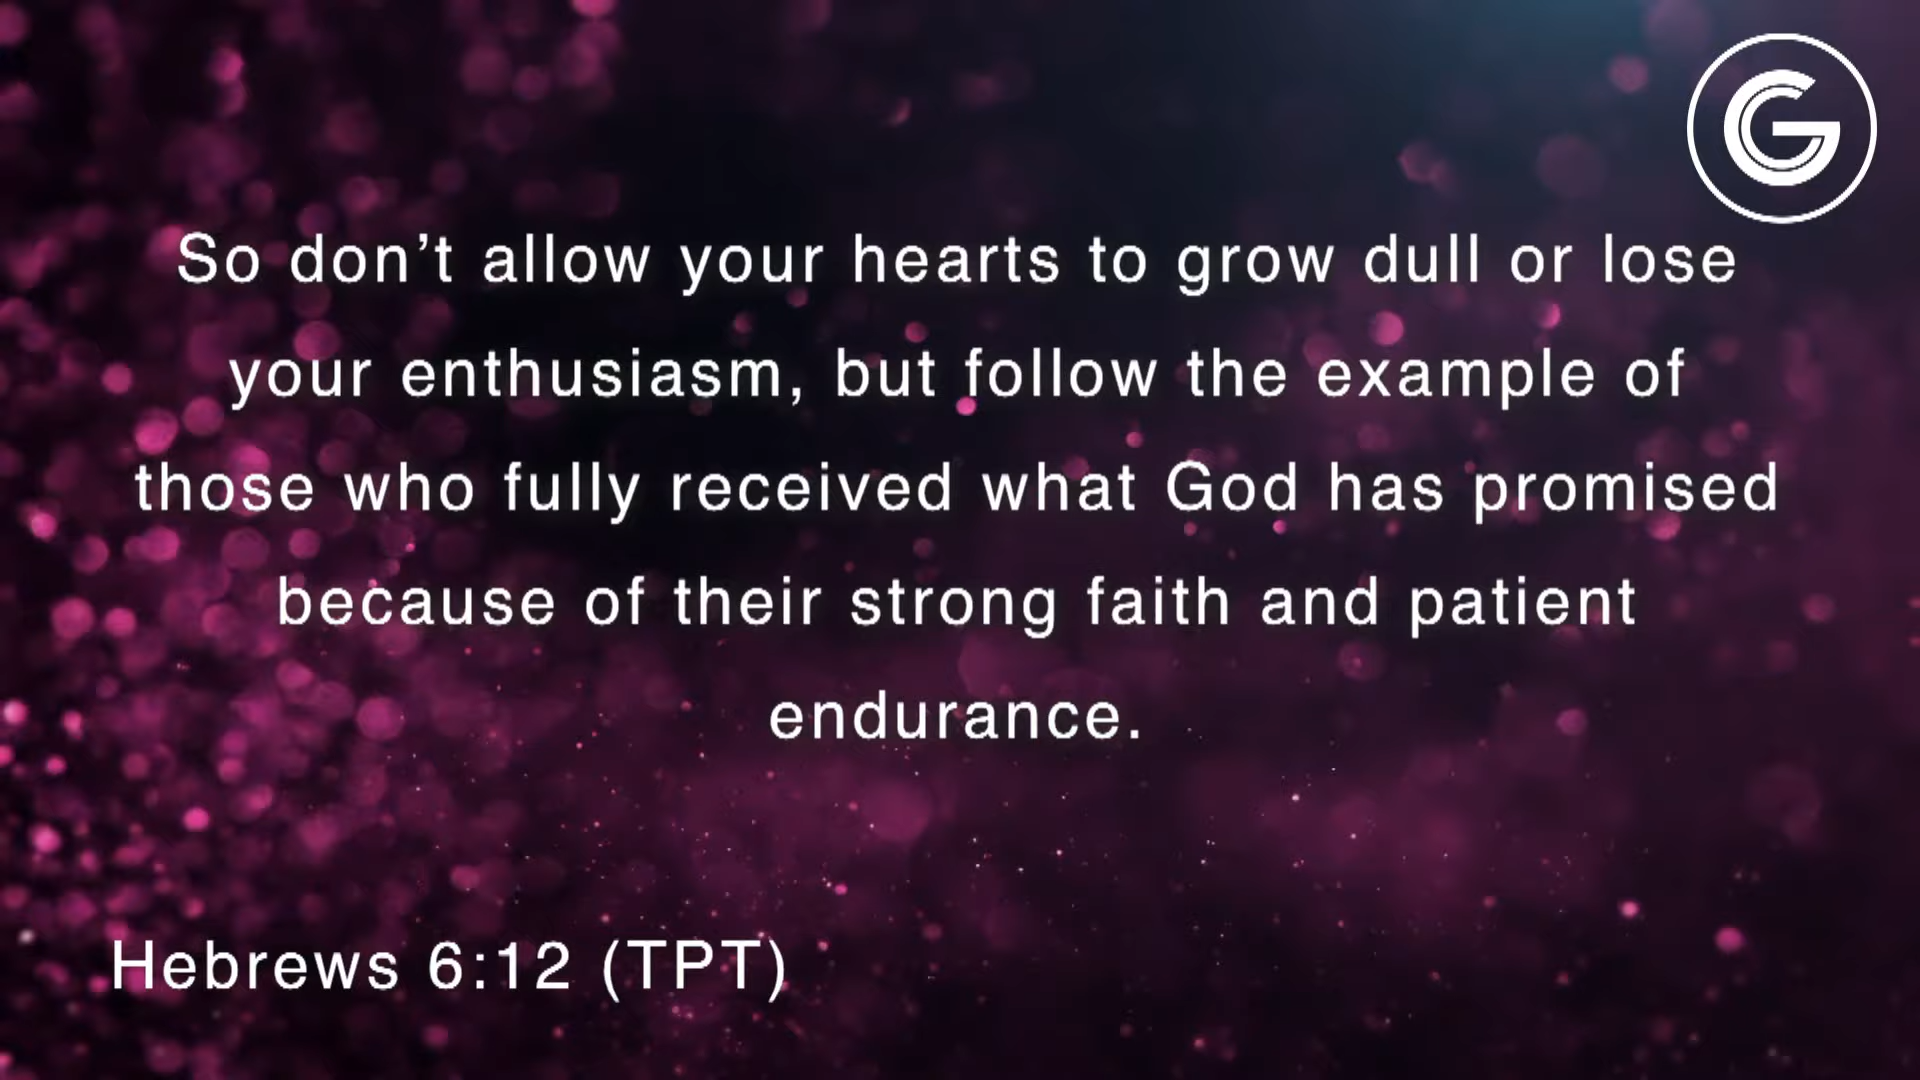 G
So don’t allow your hearts to grow dull or lose
your enthusiasm, but follow the example of
those who fully received what God has promised
because of their strong faith and patient
endurance.
Hebrews 6:12 (TPT)